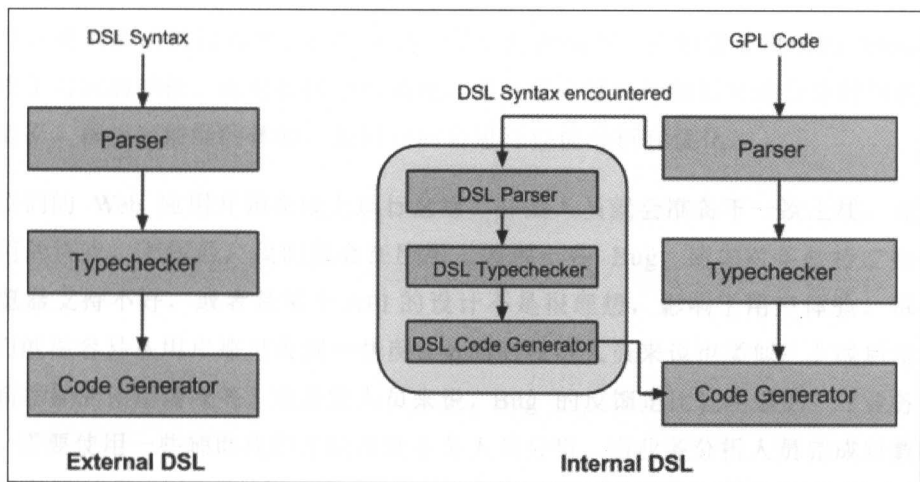 DSL Syntax
Parser
Typechecker
Code Generator
External DSL
GPL Code
DSL Syntax encountered
Parser
DSL Parser
DSL Typechecker
Typechecker
DSL Code Generator
Code Generator
Internal DSL